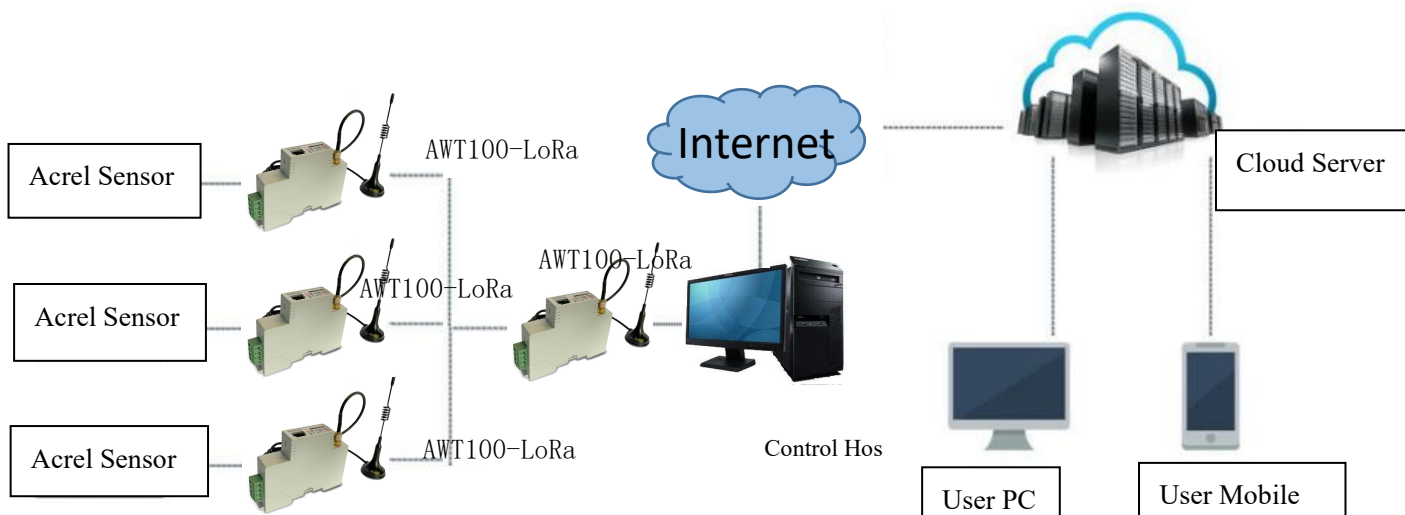 AWT100-LoRa
Internet
Acrel Sensor
Cloud Server
AWT100-LoRa
AWT100-LoRa
Acrel Sensor
AWT100-LoRa
Acrel Sensor
Control Hos
User PC
User Mobile